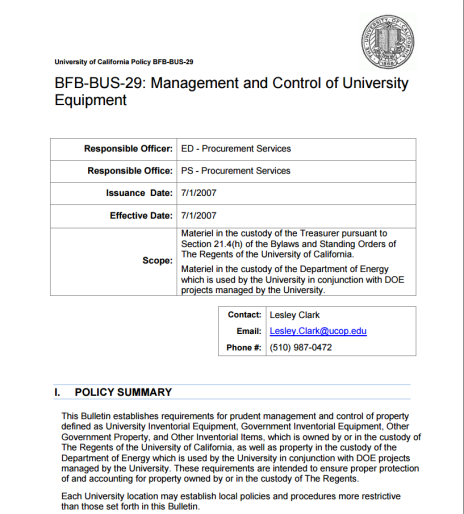 University of California Policy BFB-BUS-29
BFB-BUS-29: Management and Control of University
Equipment
Responsible Officer: ED - Procurement Services
Responsible Office: PS - Procurement Services
Issuance Date: 7/1/2007
Effective Date: 7/1/2007
Scope:
Materiel in the custody of the Treasurer pursuant to
Section 21.4(h) of the Bylaws and Standing Orders of
The Regents of the University of California.
Materiel in the custody of the Department of Energy
which is used by the University in conjunction with DOE
projects managed by the University.
Contact: Lesley Clark
Email: Lesley.Clark@ucop.edu
Phone #: (510) 987-0472
I. POLICY SUMMARY
This Bulletin establishes requirements for prudent management and control of property
defined as University Inventorial Equipment, Government Inventorial Equipment, Other
Government Property, and Other Inventorial Items, which is owned by or in the custody of
The Regents of the University of California, as well as property in the custody of the
Department of Energy which is used by the University in conjunction with DOE projects
managed by the University. These requirements are intended to ensure proper protection
of and accounting for property owned by or in the custody of The Regents.
Each University location may establish local policies and procedures more restrictive
than those set forth in this Bulletin.